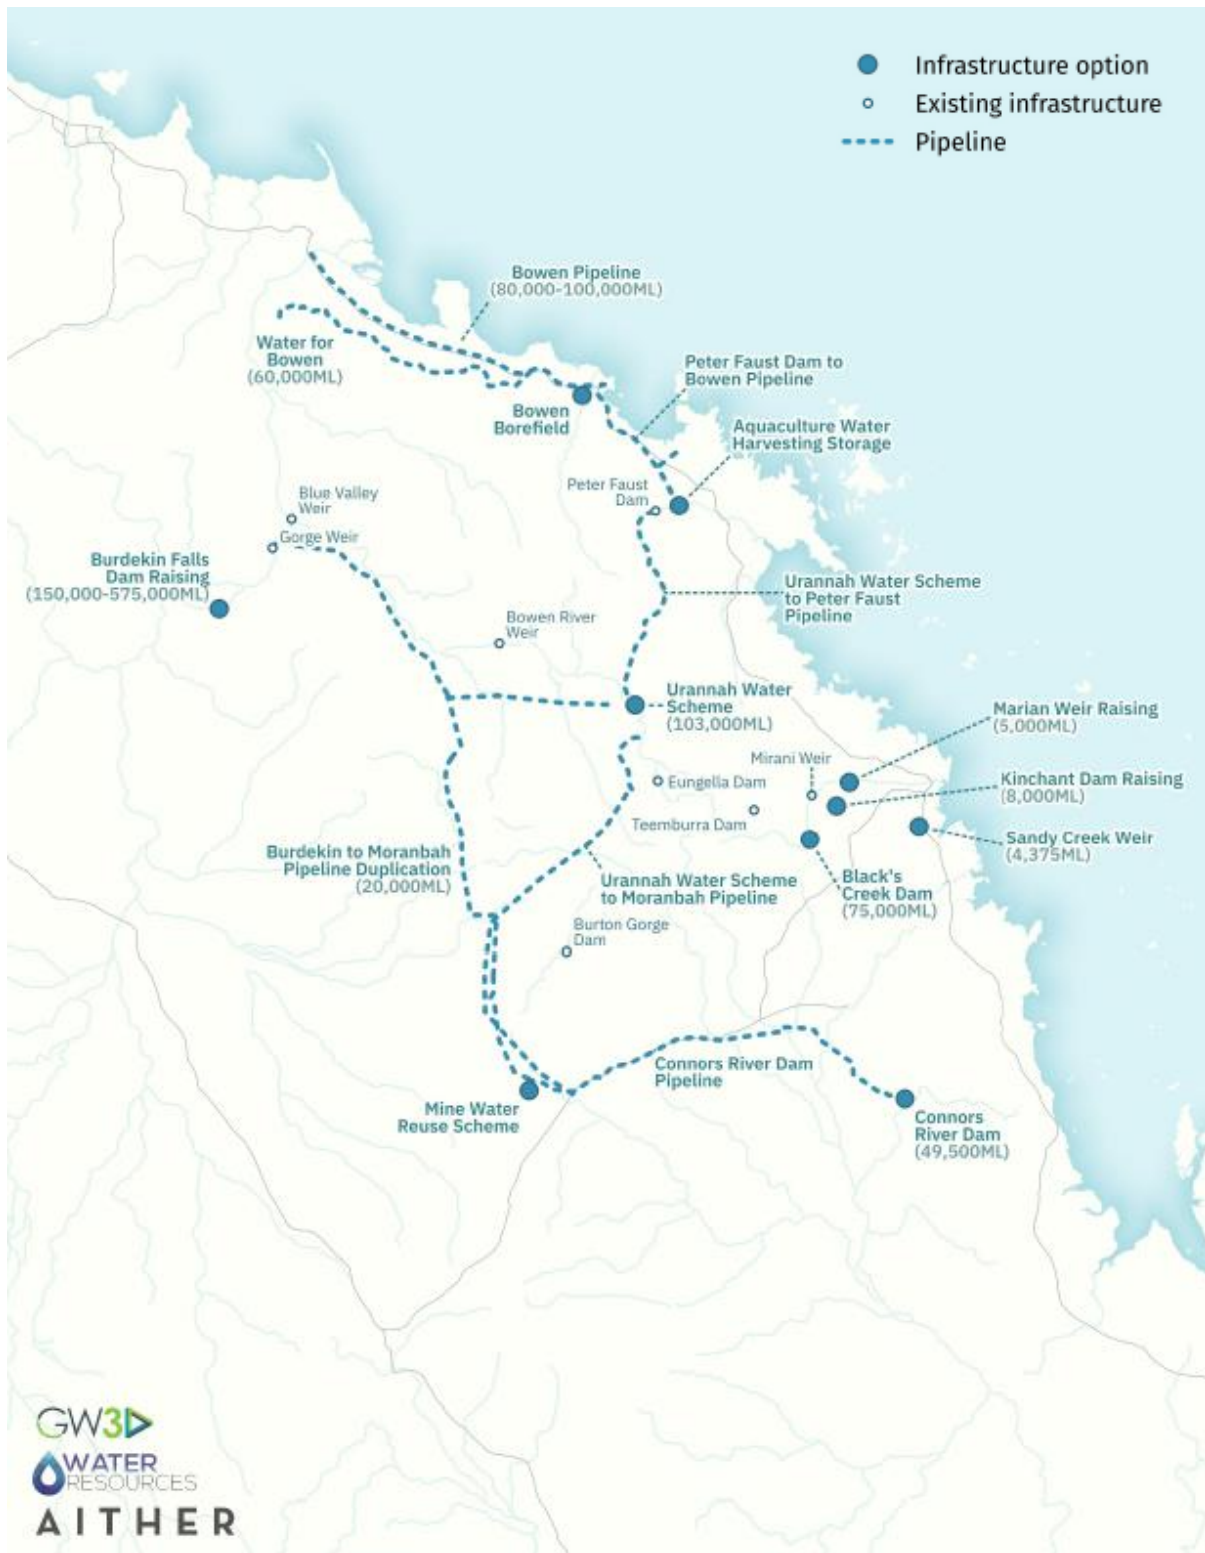 Infrastructure option
Existing infrastructure
Pipeline
Bowen Pipeline
(80,000-100,000ML)
Water for
Bowen
(60,000ML)
Peter Faust Dam to
Bowen Pipeline
Bowen
Borefield
Aquaculture Water
Harvesting Storage
Peter Faust
Dam
Blue Valley
Weir
Gorge Weir
Burdekin Falls
Dam Raising
(150,000-575,000ML)
Urannah Water Scheme
to Peter Faust
Pipeline
Bowen River
Weir
Urannah Water
Scheme
(103,000ML)
Marian Weir Raising
(5,000ML)
Mirani Weir
Eungella Dam
Kinchant Dam Raising
(8,000ML)
Teemburra Dam
Sandy Creek Weir
(4,375ML)
Burdekin to Moranbah
Pipeline Duplication
(20,000ML)
Urannah Water Scheme
to Moranbah Pipeline
Black's
Creek Dam
(75,000ML)
Burton Gorge
Dam
Connors River Dam
Pipeline
Mine Water
Reuse Scheme
Connors
River Dam
(49,500ML)
GW3D
WATER
RESOURCES
AITHER